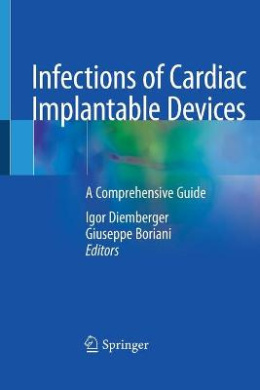 Infections of Cardiac
Implantable Devices
A Comprehensive Guide
Igor Diemberger
Giuseppe Boriani
Editors
Springer